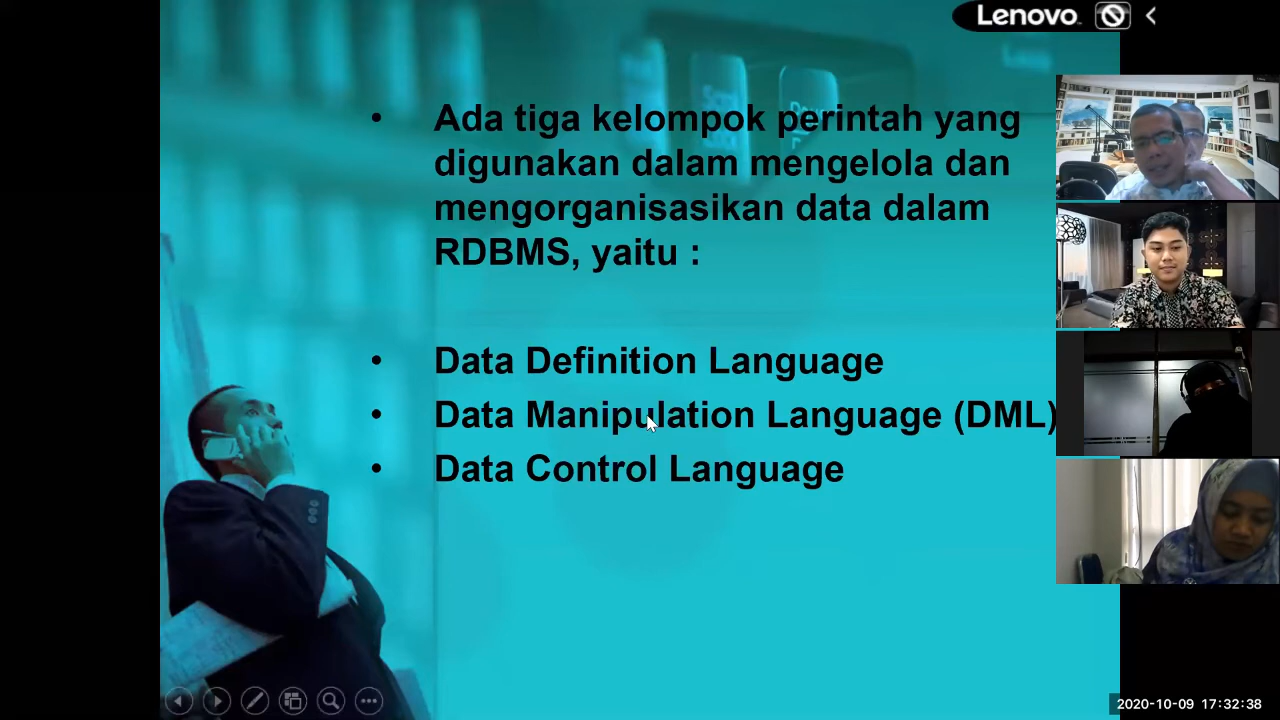 Lenovo
• Ada tiga kelompok perintah yang
digunakan dalam mengelola dan
mengorganisasikan data dalam
RDBMS, yaitu :
• Data Definition Language
• Data Manipulation Language (DML)
• Data Control Language
2020-10-09 17:32:38